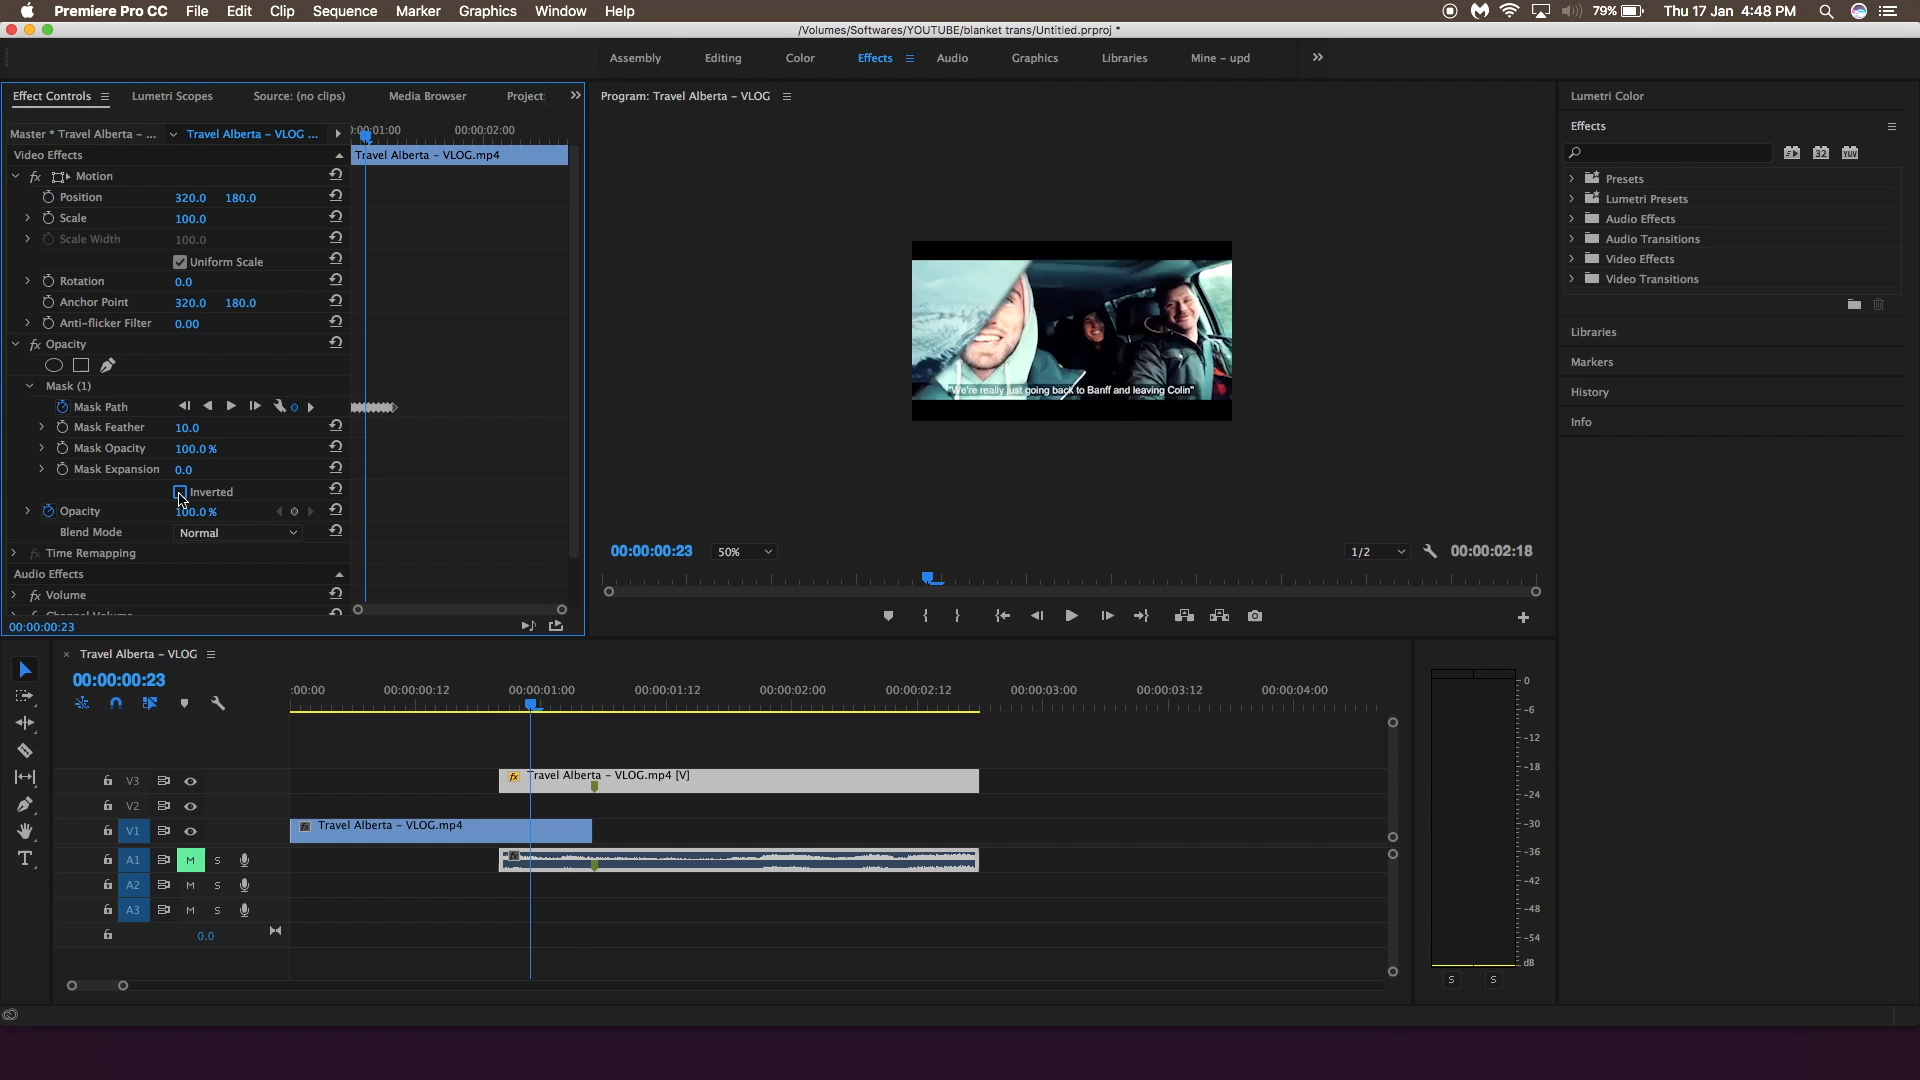 Premiere Pro CC File Edit Clip Sequence Marker Graphics Window Help 79% Thu 17 Jan 4:48 PM
/Volumes/Softwares/YOUTUBE/blanket trans/Untitled.prproj *
Assembly Editing Color Effects Audio Graphics Libraries Mine - upd
Effect Controls Lumetri Scopes Source: (no clips) Media Browser Project
Program: Travel Alberta - VLOG
Lumetri Color
Effects
Master * Travel Alberta - ... Travel Alberta - VLOG ...
00:00:02:00
Video Effects
Travel Alberta - VLOG.mp4
fx Motion
Position 320.0 180.0
Scale 100.0
Scale Width 100.0
Uniform Scale
Rotation 0.0
Anchor Point 320.0 180.0
Anti-flicker Filter 0.00
fx Opacity
Mask (1)
Mask Path
Mask Feather 10.0
Mask Opacity 100.0 %
Mask Expansion 0.0
Inverted
Opacity 100.0 %
Blend Mode Normal
fx Time Remapping
Audio Effects
fx Volume
00:00:00:23
"We're really just going back to Banff and leaving Colin"
00:00:00:23 50% 1/2 00:00:02:18
32 YUV
Presets
Lumetri Presets
Audio Effects
Audio Transitions
Video Effects
Video Transitions
Libraries
Markers
History
Info
× Travel Alberta - VLOG
00:00:00:23
:00:00 00:00:00:12 00:00:01:00 00:00:01:12 00:00:02:00 00:00:02:12 00:00:03:00 00:00:03:12 00:00:04:00
V3 fx Travel Alberta - VLOG.mp4 [V]
V2
V1 fx Travel Alberta - VLOG.mp4
A1 M S fx
A2 M S
A3 M S
0.0
0
-6
-12
-18
-24
-30
-36
-42
-48
-54
dB
S S
T